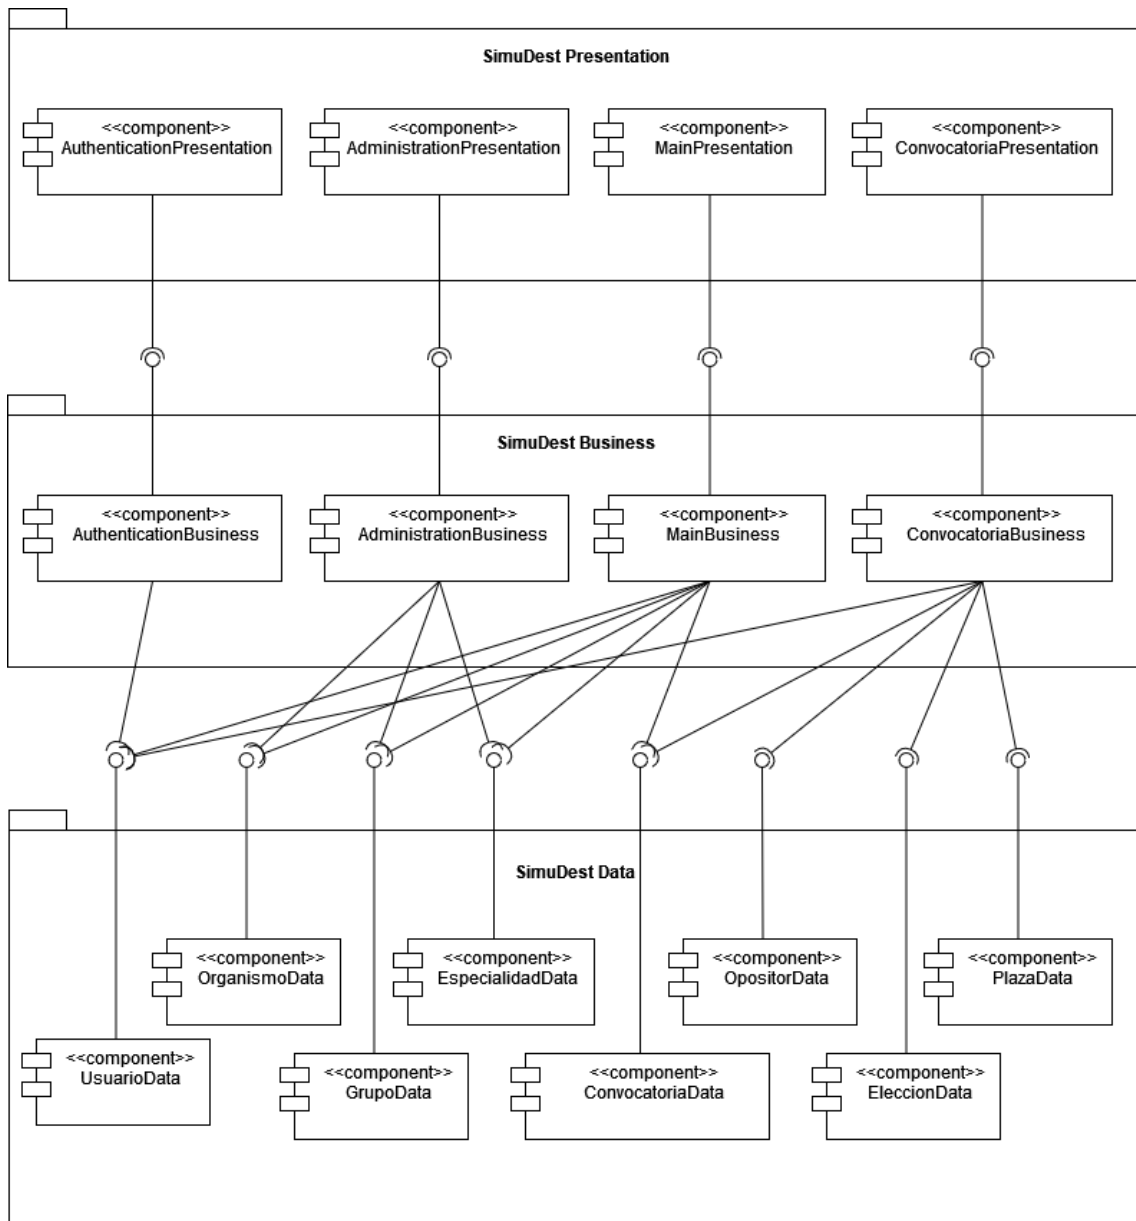 SimuDest Presentation
<<component>>
AuthenticationPresentation
<<component>>
AdministrationPresentation
<<component>>
MainPresentation
<<component>>
ConvocatoriaPresentation
SimuDest Business
<<component>>
AuthenticationBusiness
<<component>>
AdministrationBusiness
<<component>>
MainBusiness
<<component>>
ConvocatoriaBusiness
SimuDest Data
<<component>>
OrganismoData
<<component>>
EspecialidadData
<<component>>
OpositorData
<<component>>
PlazaData
<<component>>
UsuarioData
<<component>>
GrupoData
<<component>>
ConvocatoriaData
<<component>>
EleccionData